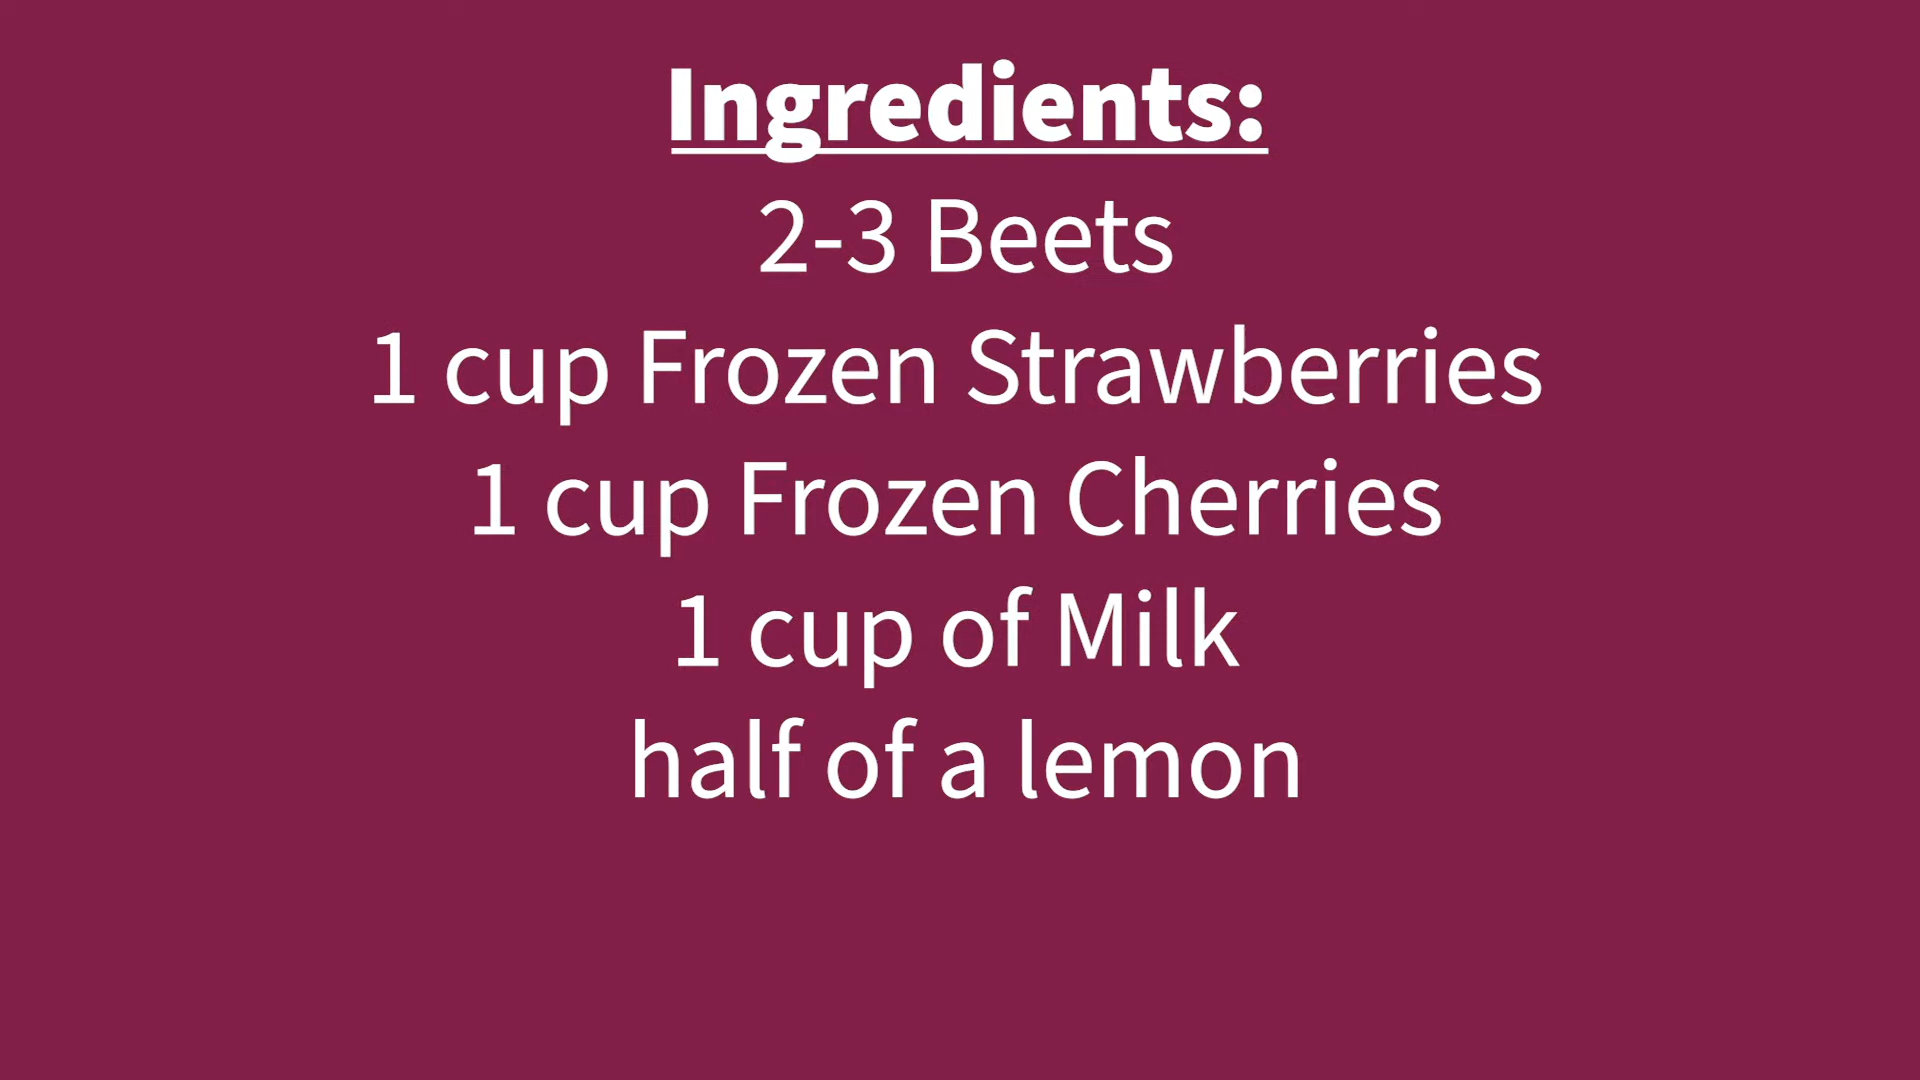 Ingredients:
2-3 Beets
1 cup Frozen Strawberries
1 cup Frozen Cherries
1 cup of Milk
half of a lemon